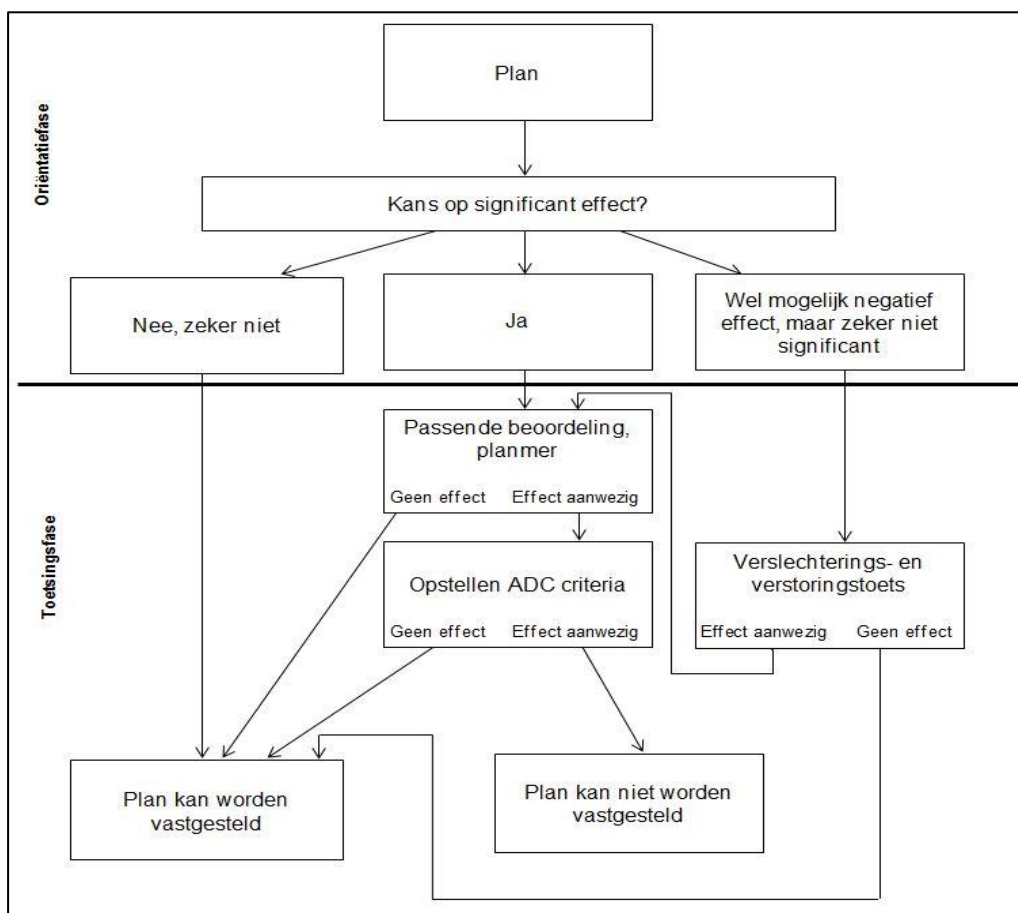 Oriëntatiefase
Plan
Kans op significant effect?
Nee, zeker niet
Ja
Wel mogelijk negatief
effect, maar zeker niet
significant
Toetsingsfase
Passende beoordeling,
planmer
Geen effect
Effect aanwezig
Opstellen ADC criteria
Geen effect
Effect aanwezig
Verslechterings- en
verstoringstoets
Effect aanwezig
Geen effect
Plan kan worden
vastgesteld
Plan kan niet worden
vastgesteld